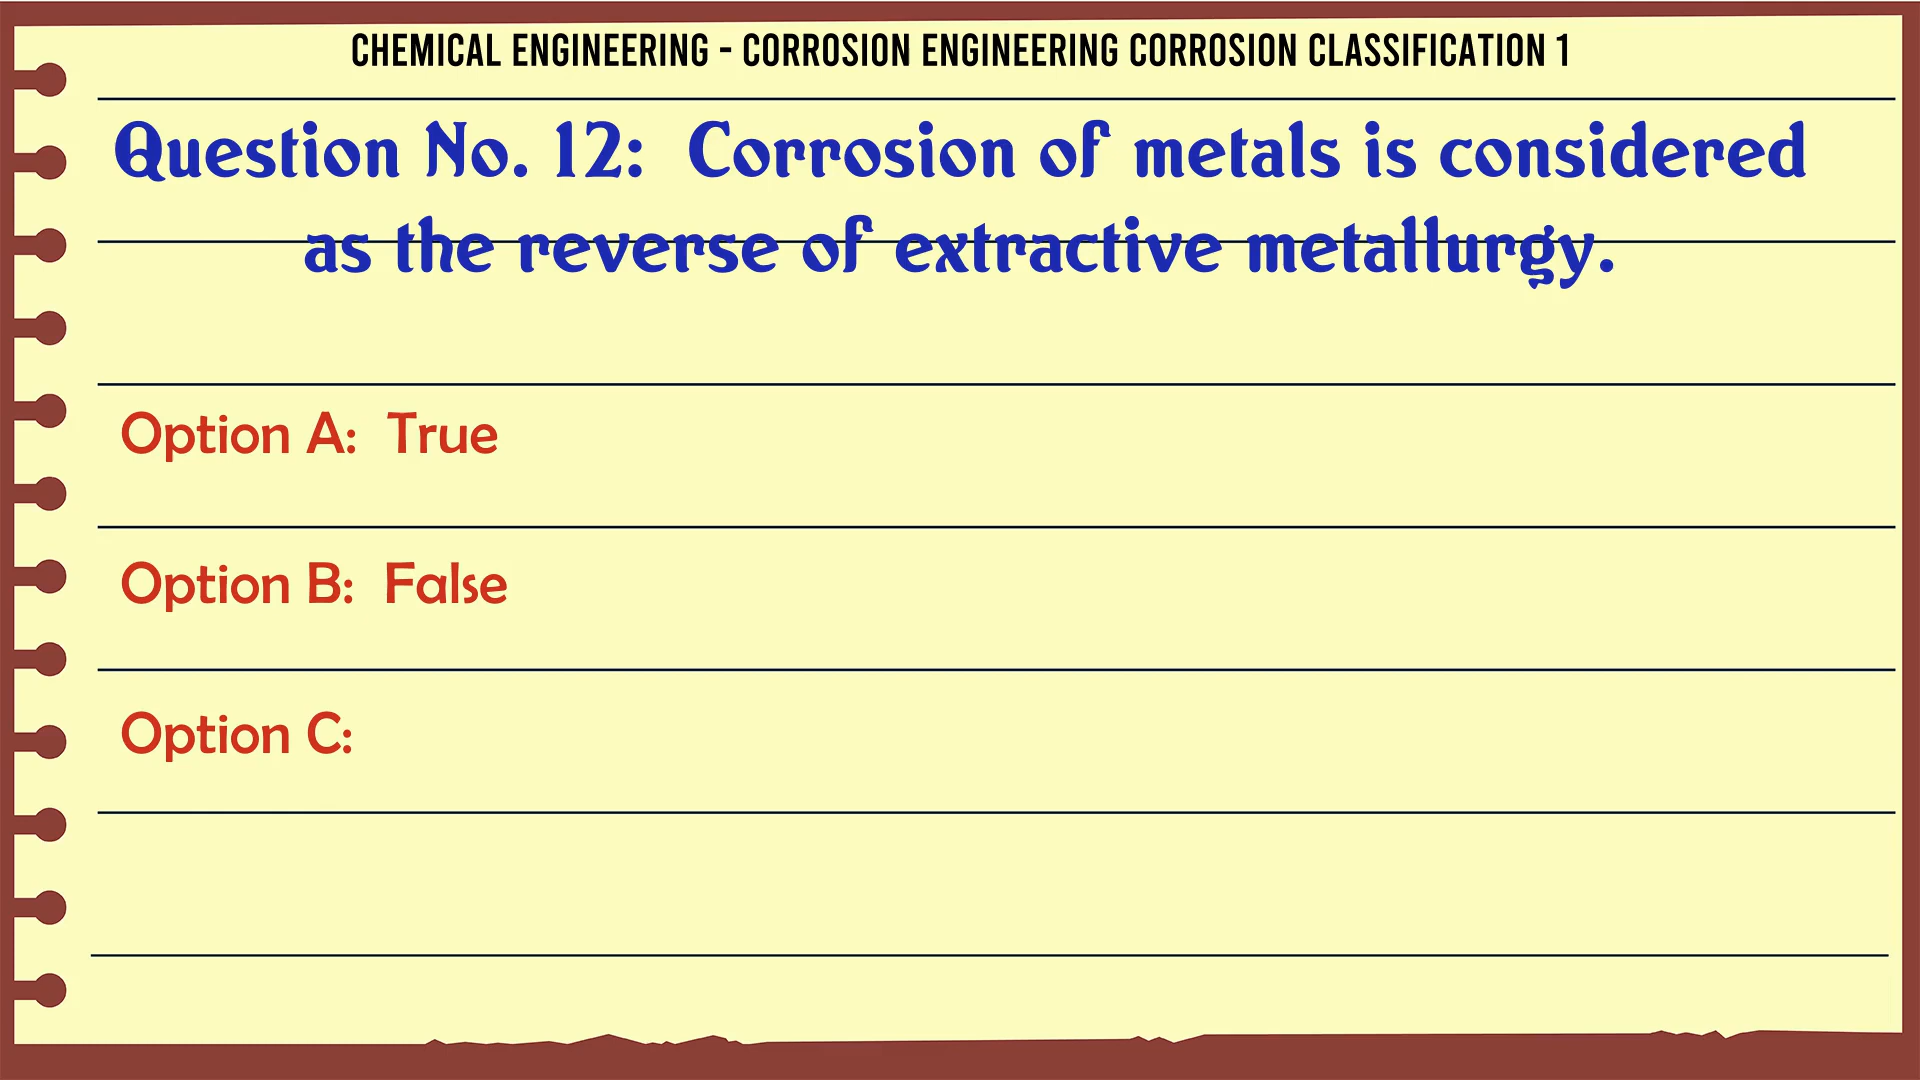 CHEMICAL ENGINEERING - CORROSION ENGINEERING CORROSION CLASSIFICATION 1
Question No. 12: Corrosion of metals is considered
as the reverse of extractive metallurgy.
Option A: True
Option B: False
Option C: